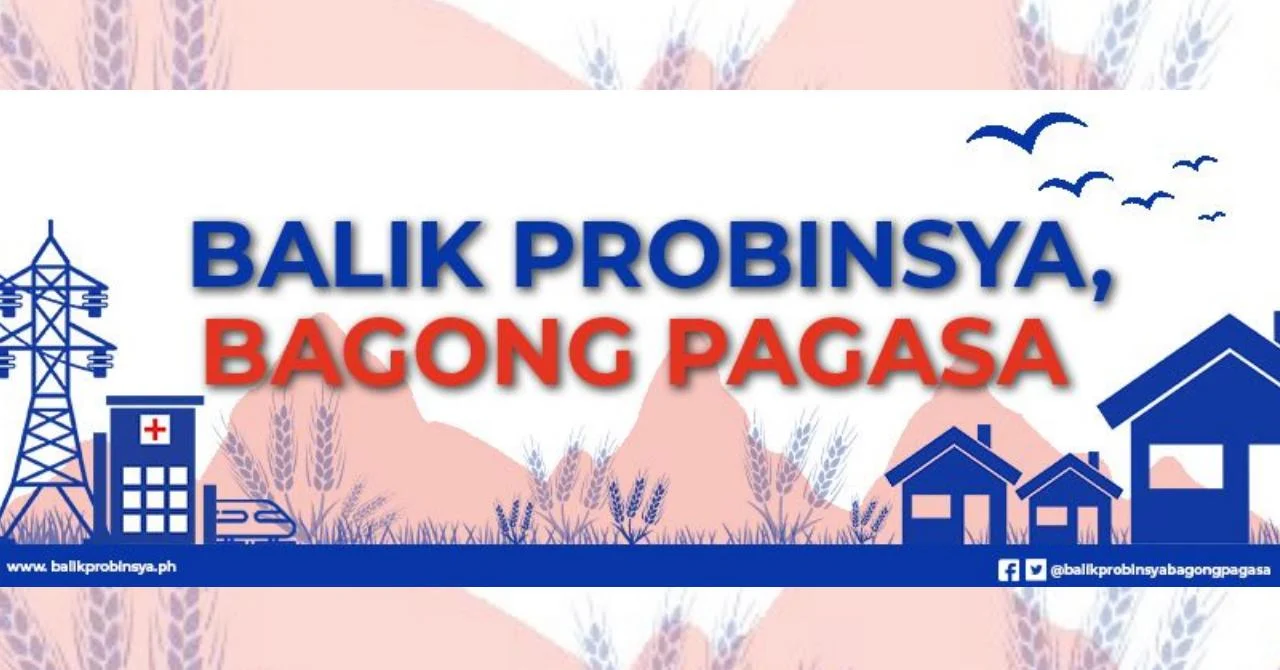 BALIK PROBINSYA,
BAGONG PAGASA
www. balikprobinsya.ph
@balikprobinsyabagongpagasa